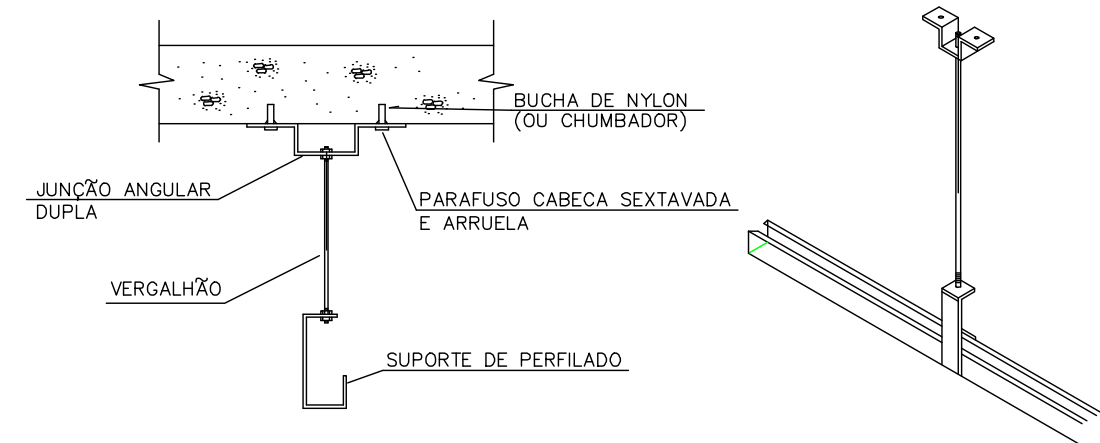 BUCHA DE NYLON
(OU CHUMBADOR)
JUNÇÃO ANGULAR
DUPLA
PARAFUSO CABECA SEXTAVADA
E ARRUELA
VERGALHÃO
SUPORTE DE PERFILADO